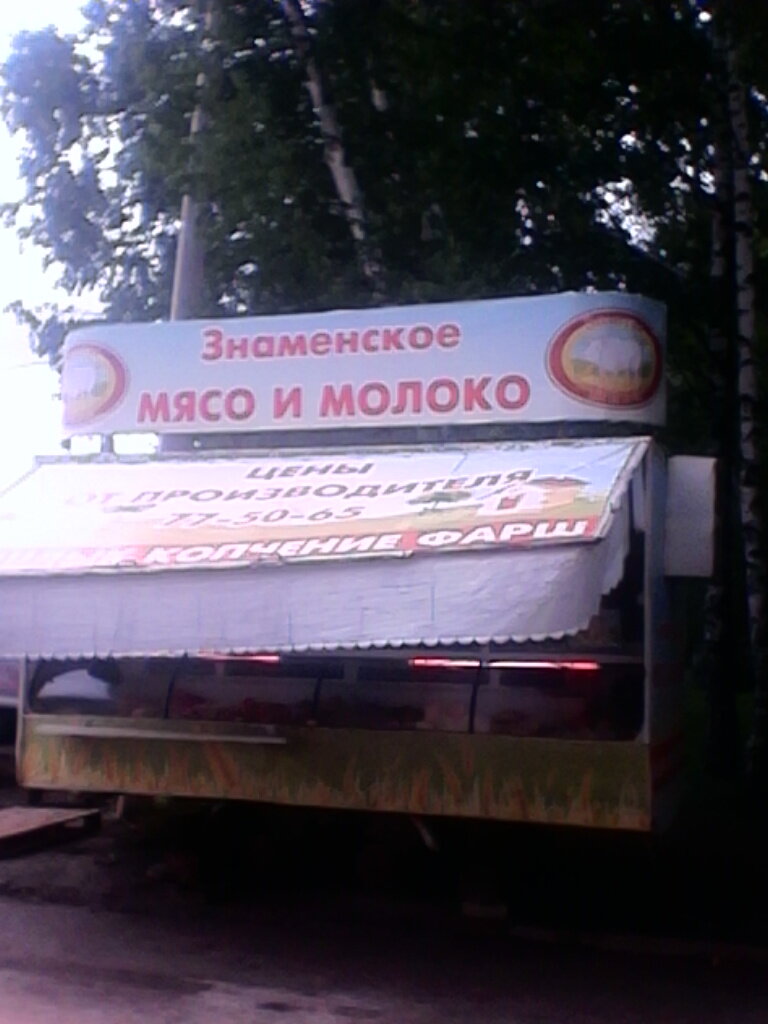 Знаменское
МЯСО И МОЛОКО
ЦЕНЫ
ОТ ПРОИЗВОДИТЕЛЯ
77-50-65
КОПЧЕНИЕ ФАРШ